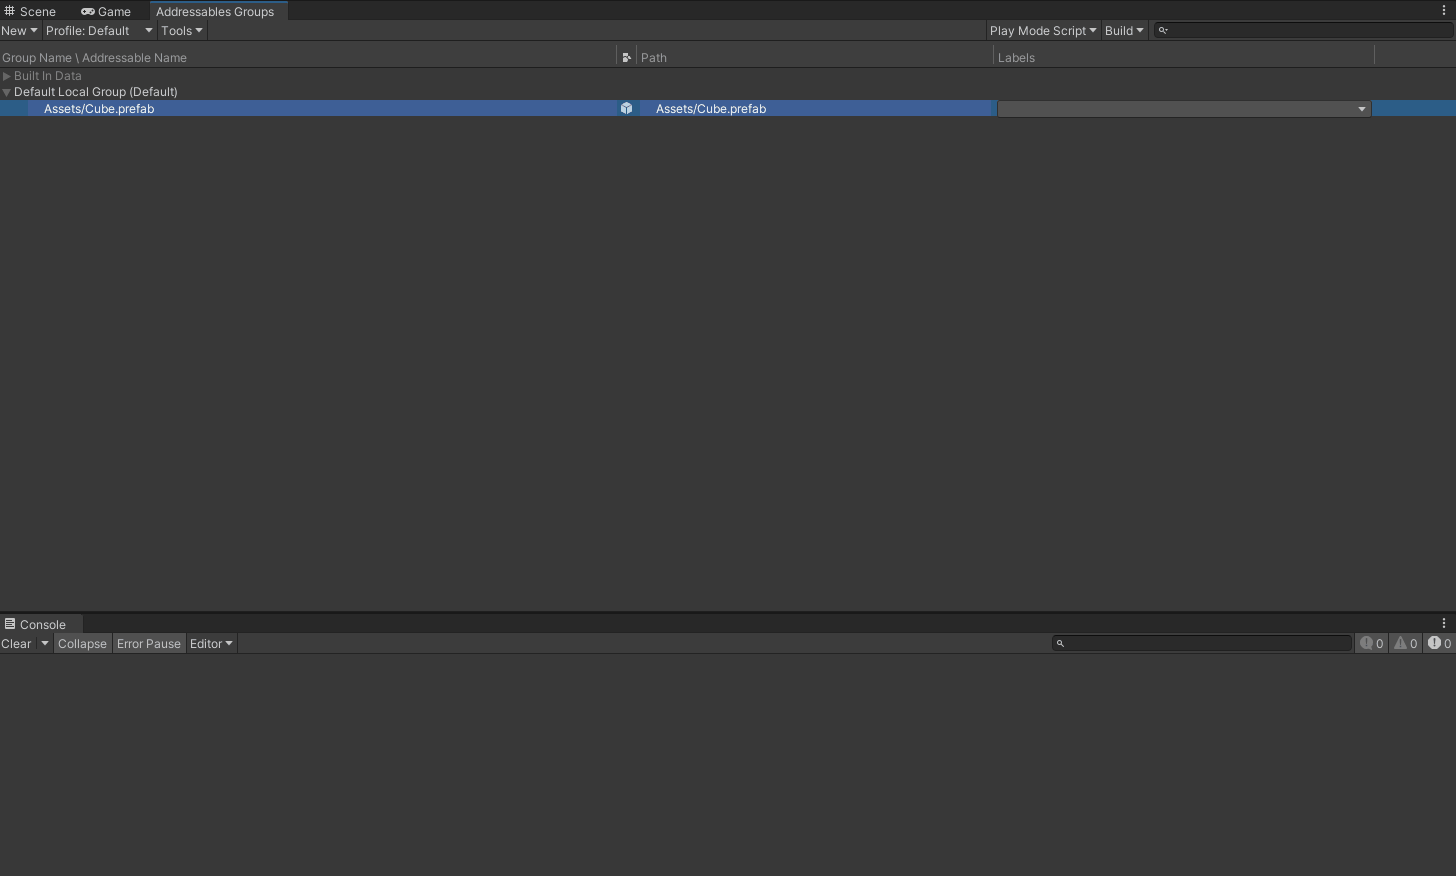 Scene Game Addressables Groups
New Profile: Default Tools Play Mode Script Build
Group Name \ Addressable Name Path Labels
Built In Data
Default Local Group (Default)
Assets/Cube.prefab Assets/Cube.prefab
Console
Clear Collapse Error Pause Editor 0 0 0